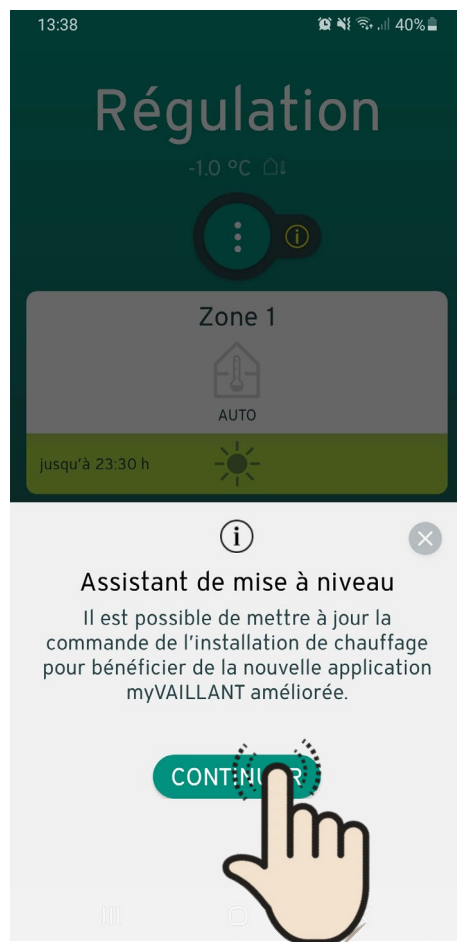 13:38
40%
Régulation
-1.0 °C
Zone 1
AUTO
jusqu'à 23:30 h
Assistant de mise à niveau
Il est possible de mettre à jour la
commande de l'installation de chauffage
pour bénéficier de la nouvelle application
myVAILLANT améliorée.
CONTINUER